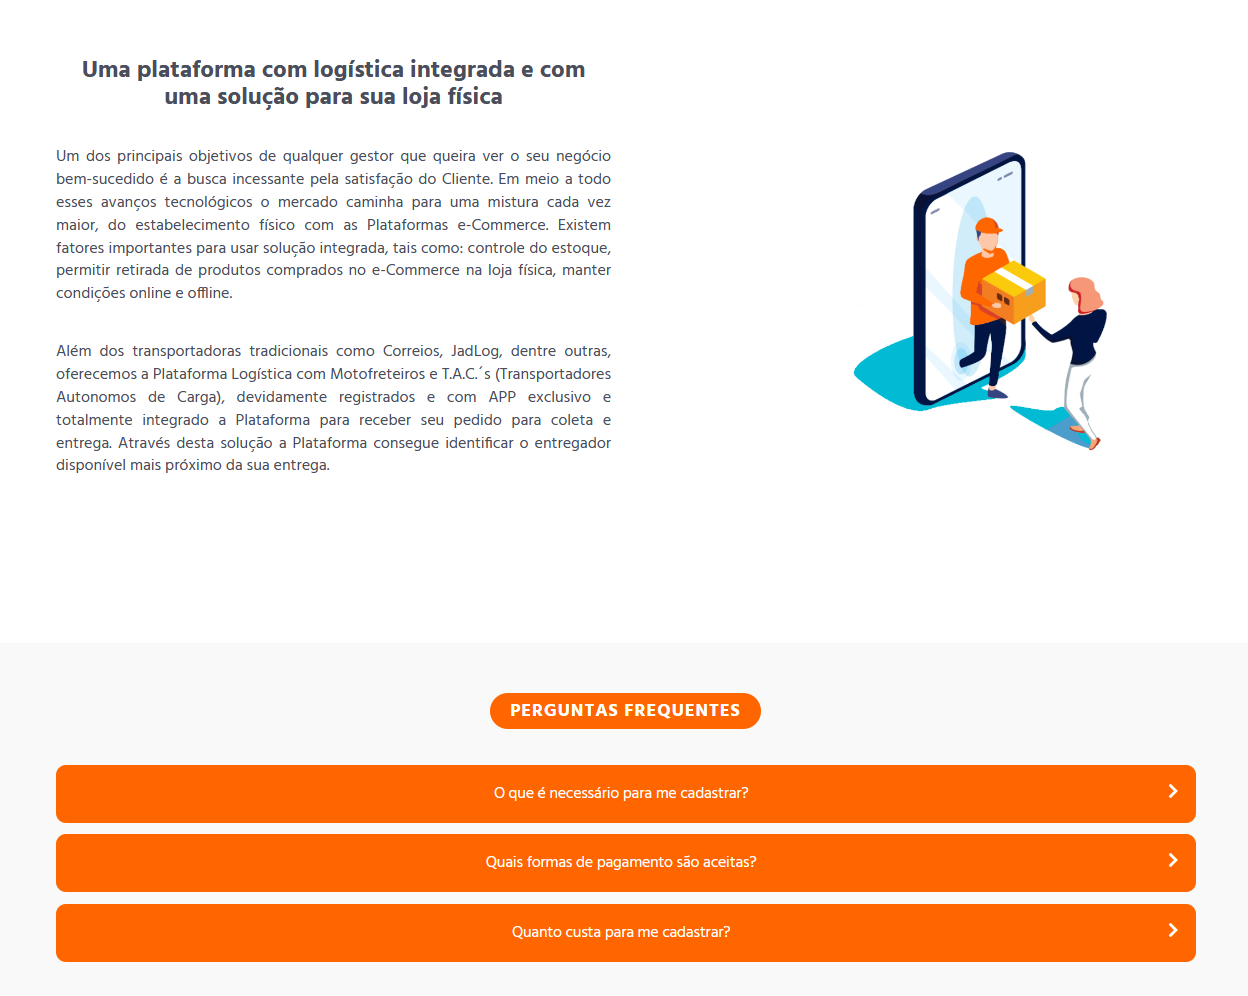 Uma plataforma com logística integrada e com
uma solução para sua loja física
Um dos principais objetivos de qualquer gestor que queira ver o seu negócio
bem-sucedido é a busca incessante pela satisfação do Cliente. Em meio a todo
esses avanços tecnológicos o mercado caminha para uma mistura cada vez
maior, do estabelecimento físico com as Plataformas e-Commerce. Existem
fatores importantes para usar solução integrada, tais como: controle do estoque,
permitir retirada de produtos comprados no e-Commerce na loja física, manter
condições online e offline.
Além dos transportadoras tradicionais como Correios, JadLog, dentre outras,
oferecemos a Plataforma Logística com Motofreteiros e T.A.C.´s (Transportadores
Autonomos de Carga), devidamente registrados e com APP exclusivo e
totalmente integrado a Plataforma para receber seu pedido para coleta e
entrega. Através desta solução a Plataforma consegue identificar o entregador
disponível mais próximo da sua entrega.
PERGUNTAS FREQUENTES
O que é necessário para me cadastrar?
Quais formas de pagamento são aceitas?
Quanto custa para me cadastrar?